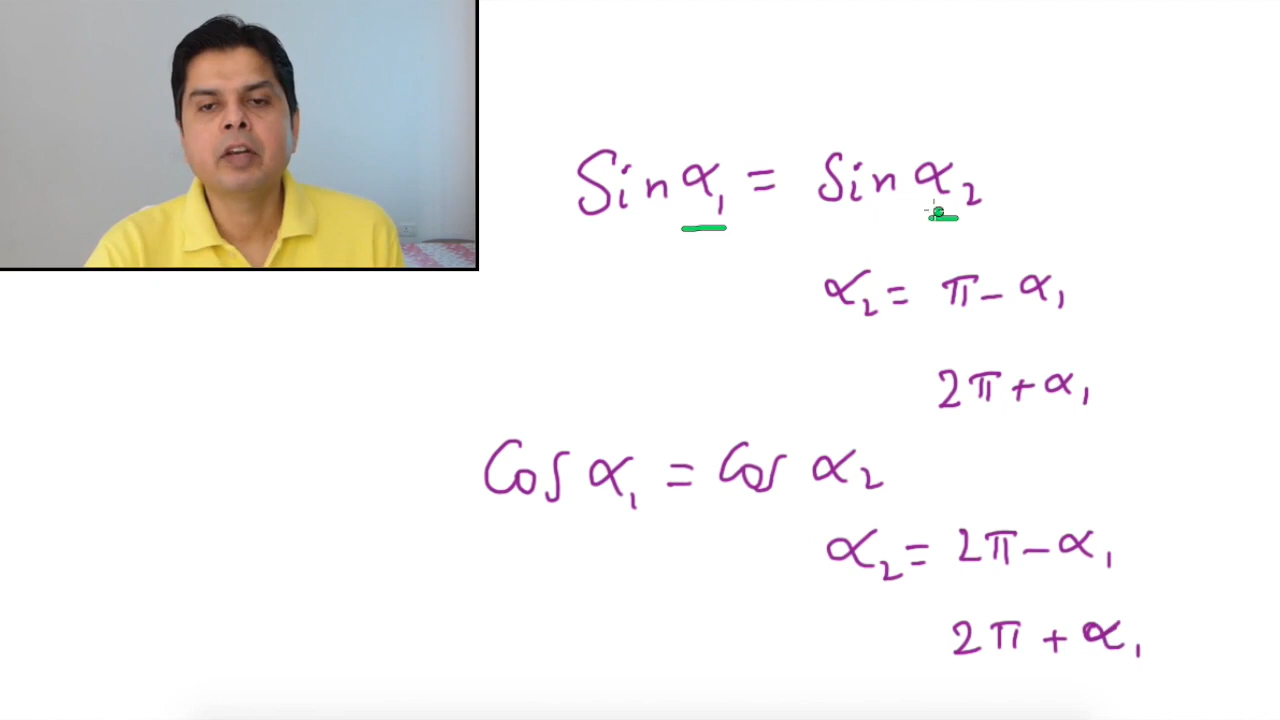 Sin α₁ = Sin α₂
α₂ = π - α₁
2π + α₁
Cos α₁ = Cos α₂
α₂ = 2π - α₁
2π + α₁